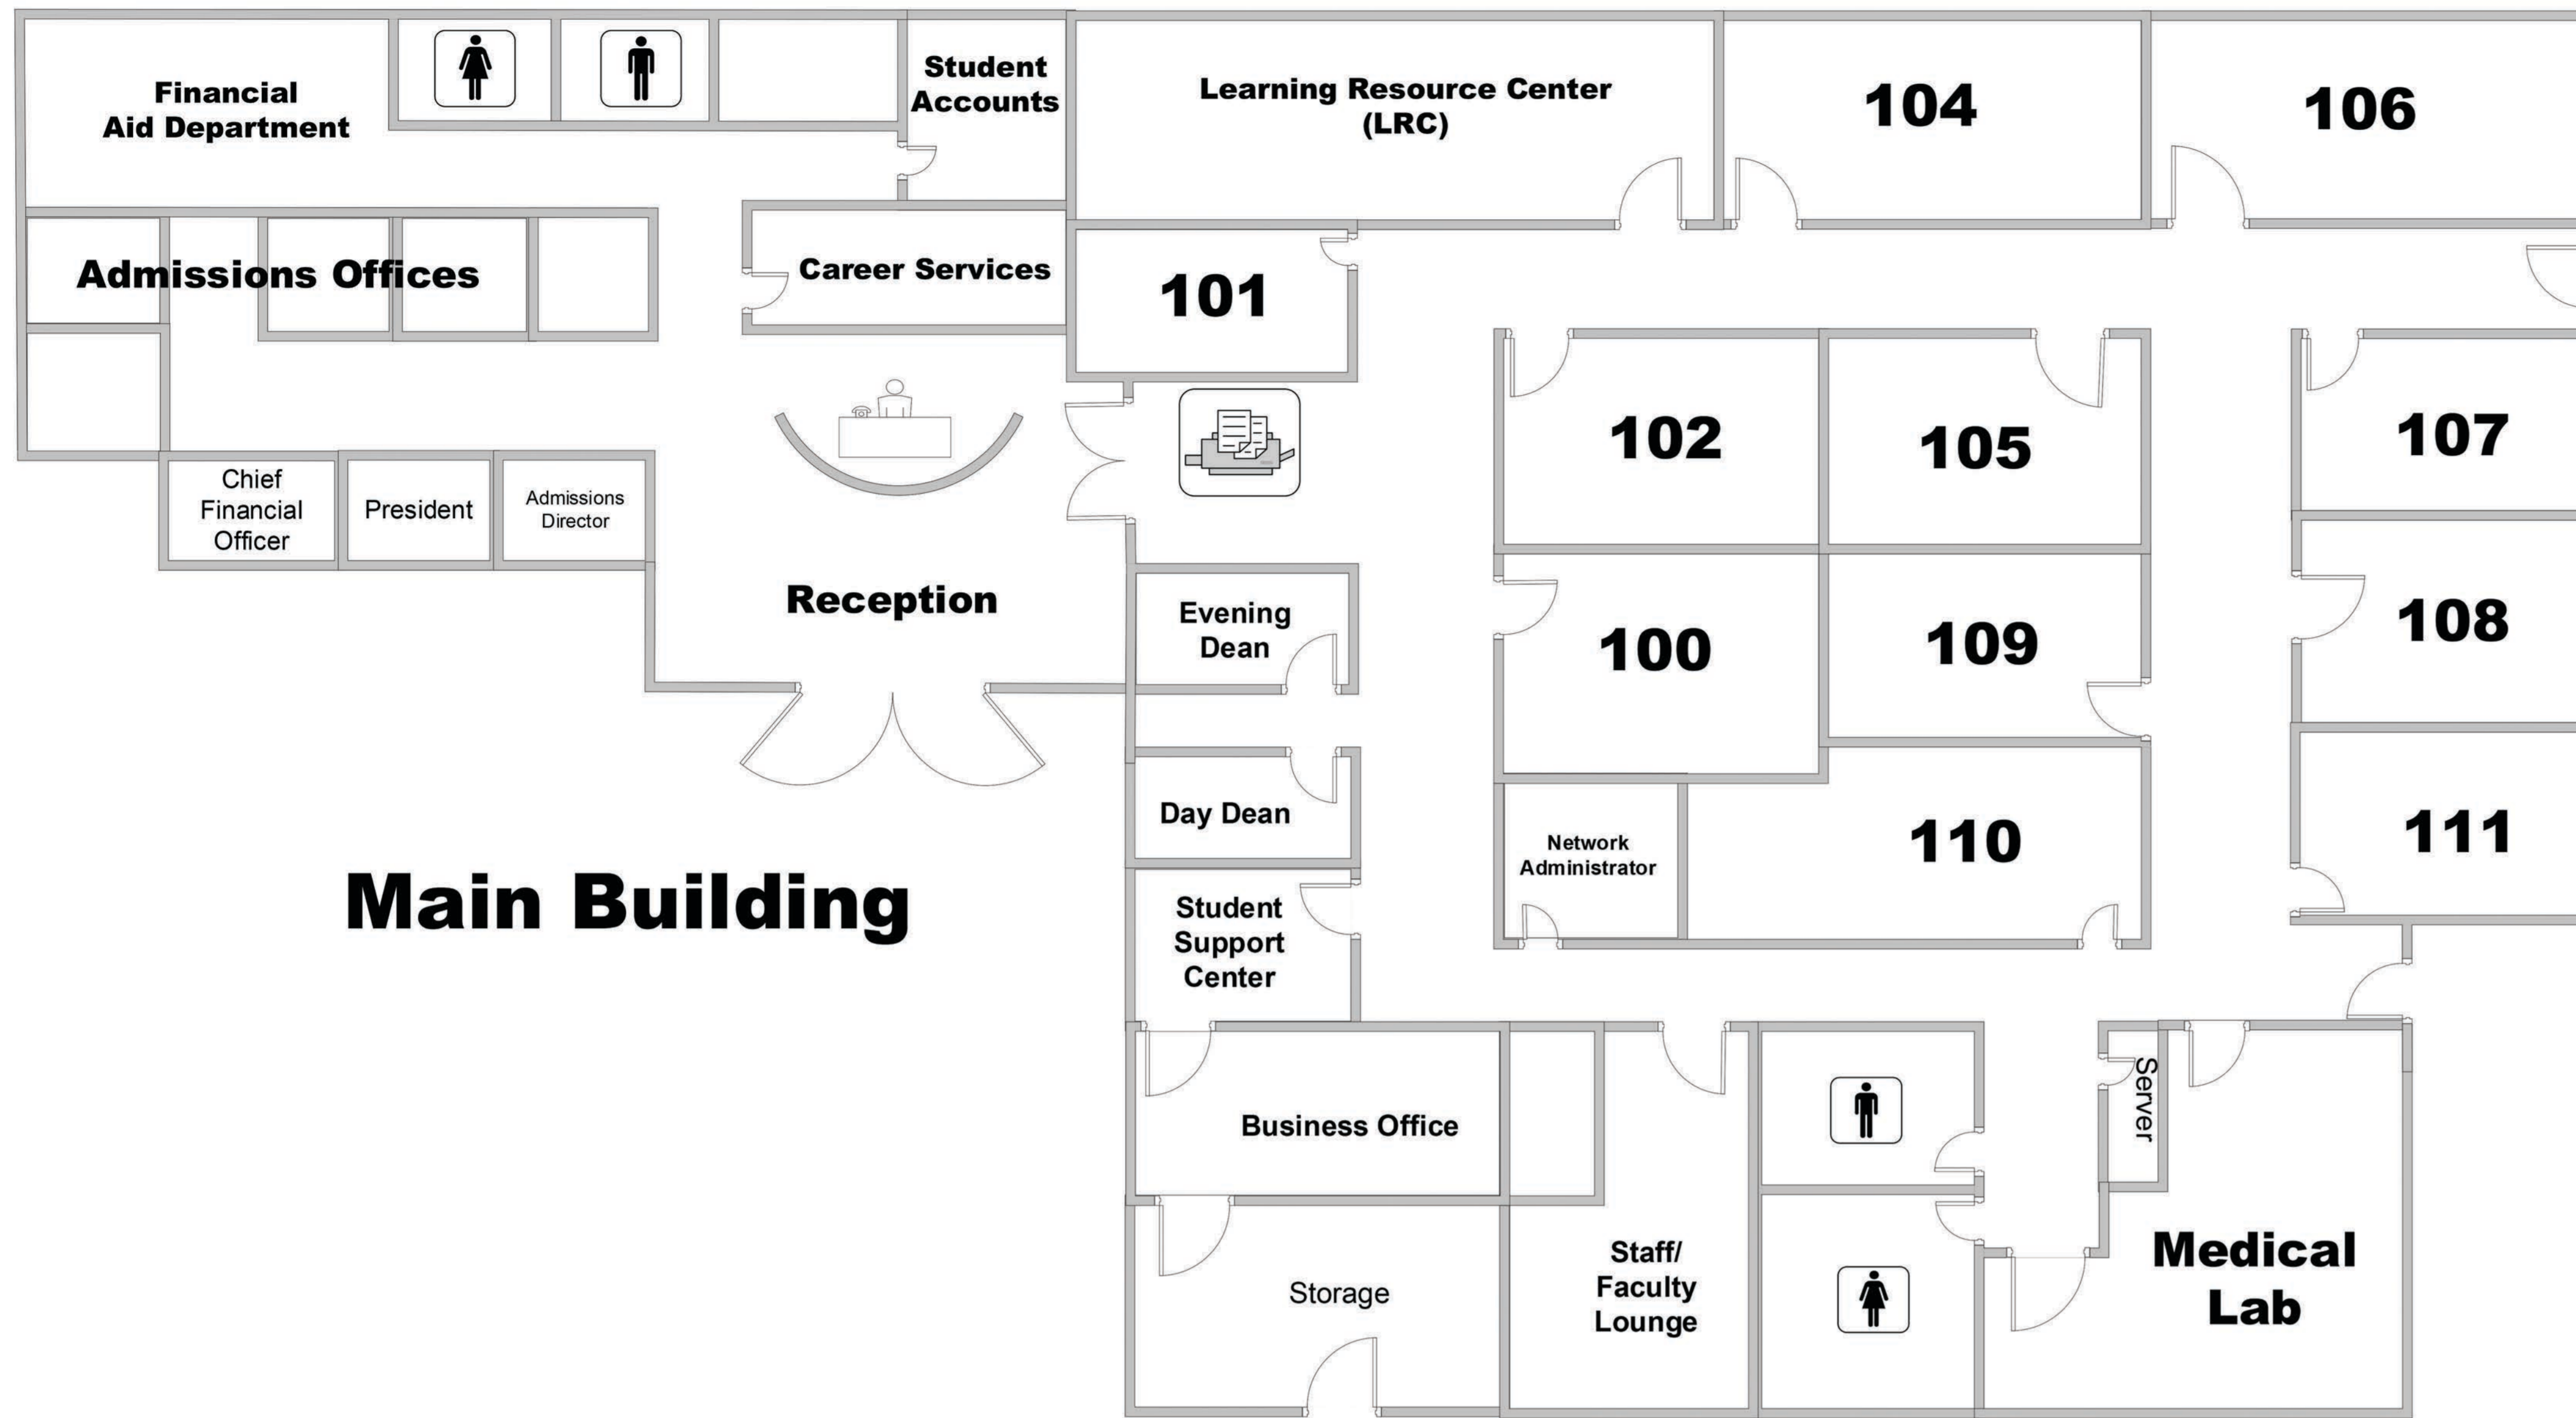 Financial
Aid Department
Student
Accounts
Learning Resource Center
(LRC)
104
106
Admissions Offices
Career Services
101
102
105
107
Chief
Financial
Officer
President
Admissions
Director
Reception
Evening
Dean
100
109
108
Day Dean
Network
Administrator
110
111
Main Building
Student
Support
Center
Business Office
Server
Storage
Staff/
Faculty
Lounge
Medical
Lab